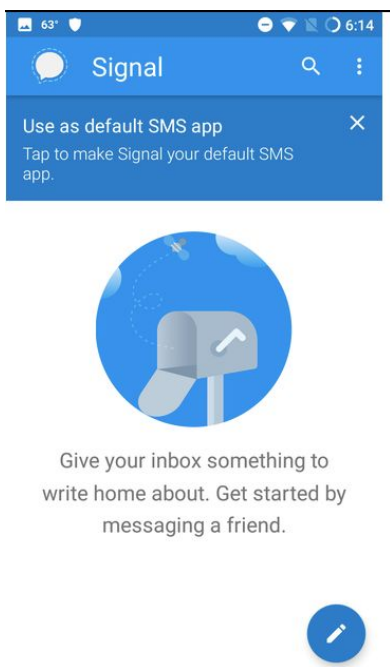 63° 6:14
Signal
Use as default SMS app
Tap to make Signal your default SMS
app.
Give your inbox something to
write home about. Get started by
messaging a friend.